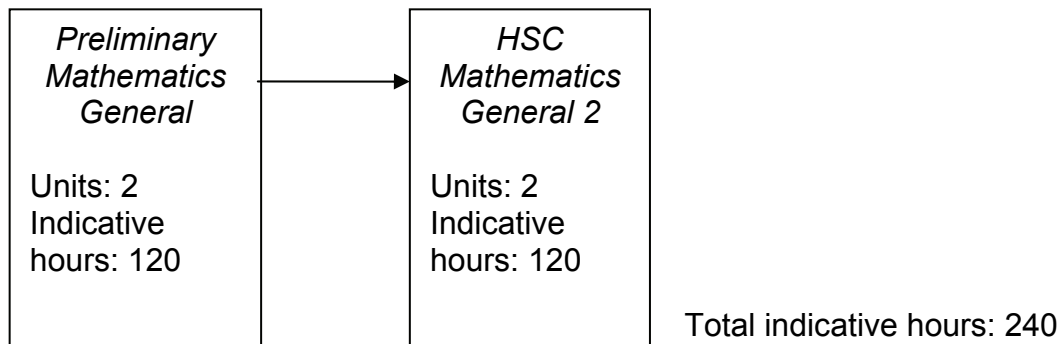 Preliminary
Mathematics
General
Units: 2
Indicative
hours: 120
HSC
Mathematics
General 2
Units: 2
Indicative
hours: 120
Total indicative hours: 240